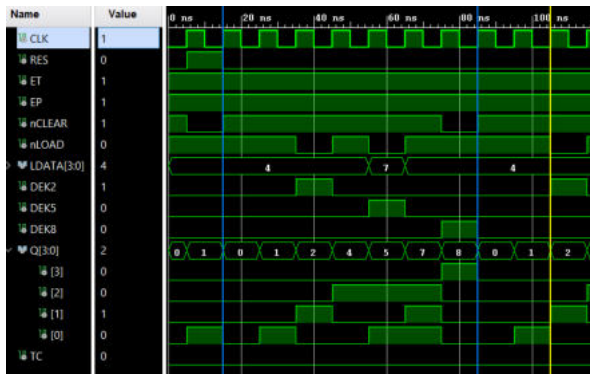 Name Value 0 ns 20 ns 40 ns 60 ns 80 ns 100 ns
CLK 1
RES 0
ET 1
EP 1
nCLEAR 1
nLOAD 0
LDATA[3:0] 4 4 7 4
DEK2 1
DEK5 0
DEK8 0
Q[3:0] 2 0 1 0 1 2 4 5 7 8 0 1 2
[3] 0
[2] 0
[1] 1
[0] 0
TC 0